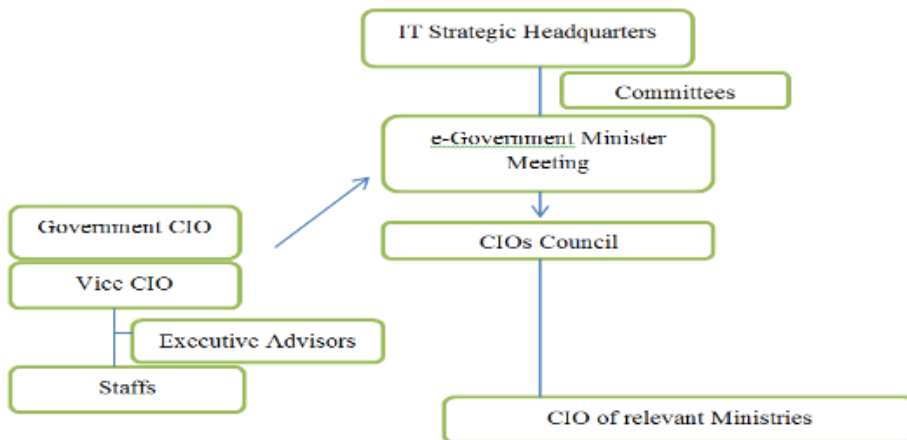 IT Strategic Headquarters
Committees
e-Government Minister
Meeting
Government CIO
CIOs Council
Vice CIO
Executive Advisors
Staffs
CIO of relevant Ministries